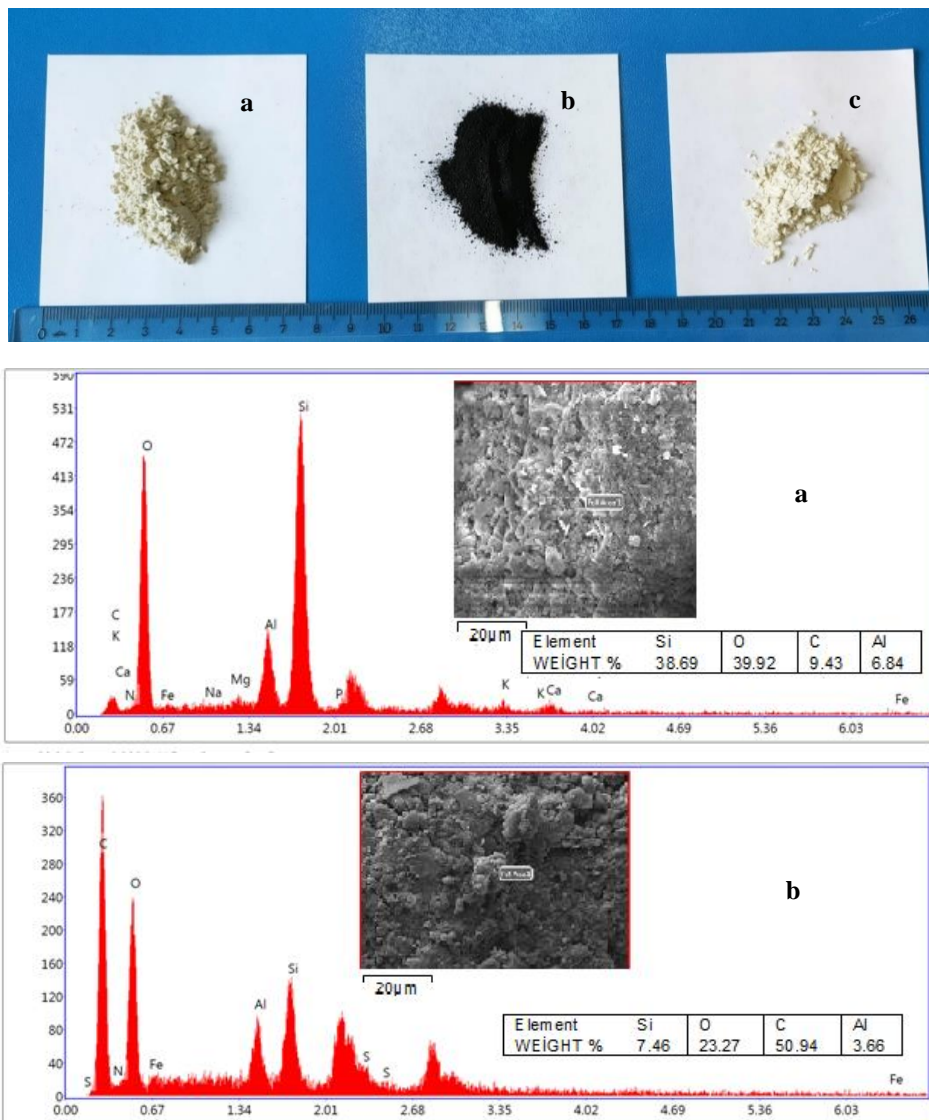 a
b
c
0 1 2 3 4 5 6 7 8 9 10 11 12 13 14 15 16 17 18 19 20 21 22 23 24 25 26
590
531
472
413
354
295
236
177
118
59
0
O
Si
a
C
K
Ca
N
Fe
Na
Mg
Al
P
K
K
Ca
Ca
Fe
20µm
Element Si O C Al
WEİGHT % 38.69 39.92 9.43 6.84
0.00 0.67 1.34 2.01 2.68 3.35 4.02 4.69 5.36 6.03
360
320
280
240
200
160
120
80
40
0
C
O
b
Al
Si
S
N
Fe
S
S
Fe
20µm
Element Si O C Al
WEİGHT % 7.46 23.27 50.94 3.66
0.00 0.67 1.34 2.01 2.68 3.35 4.02 4.69 5.36 6.03